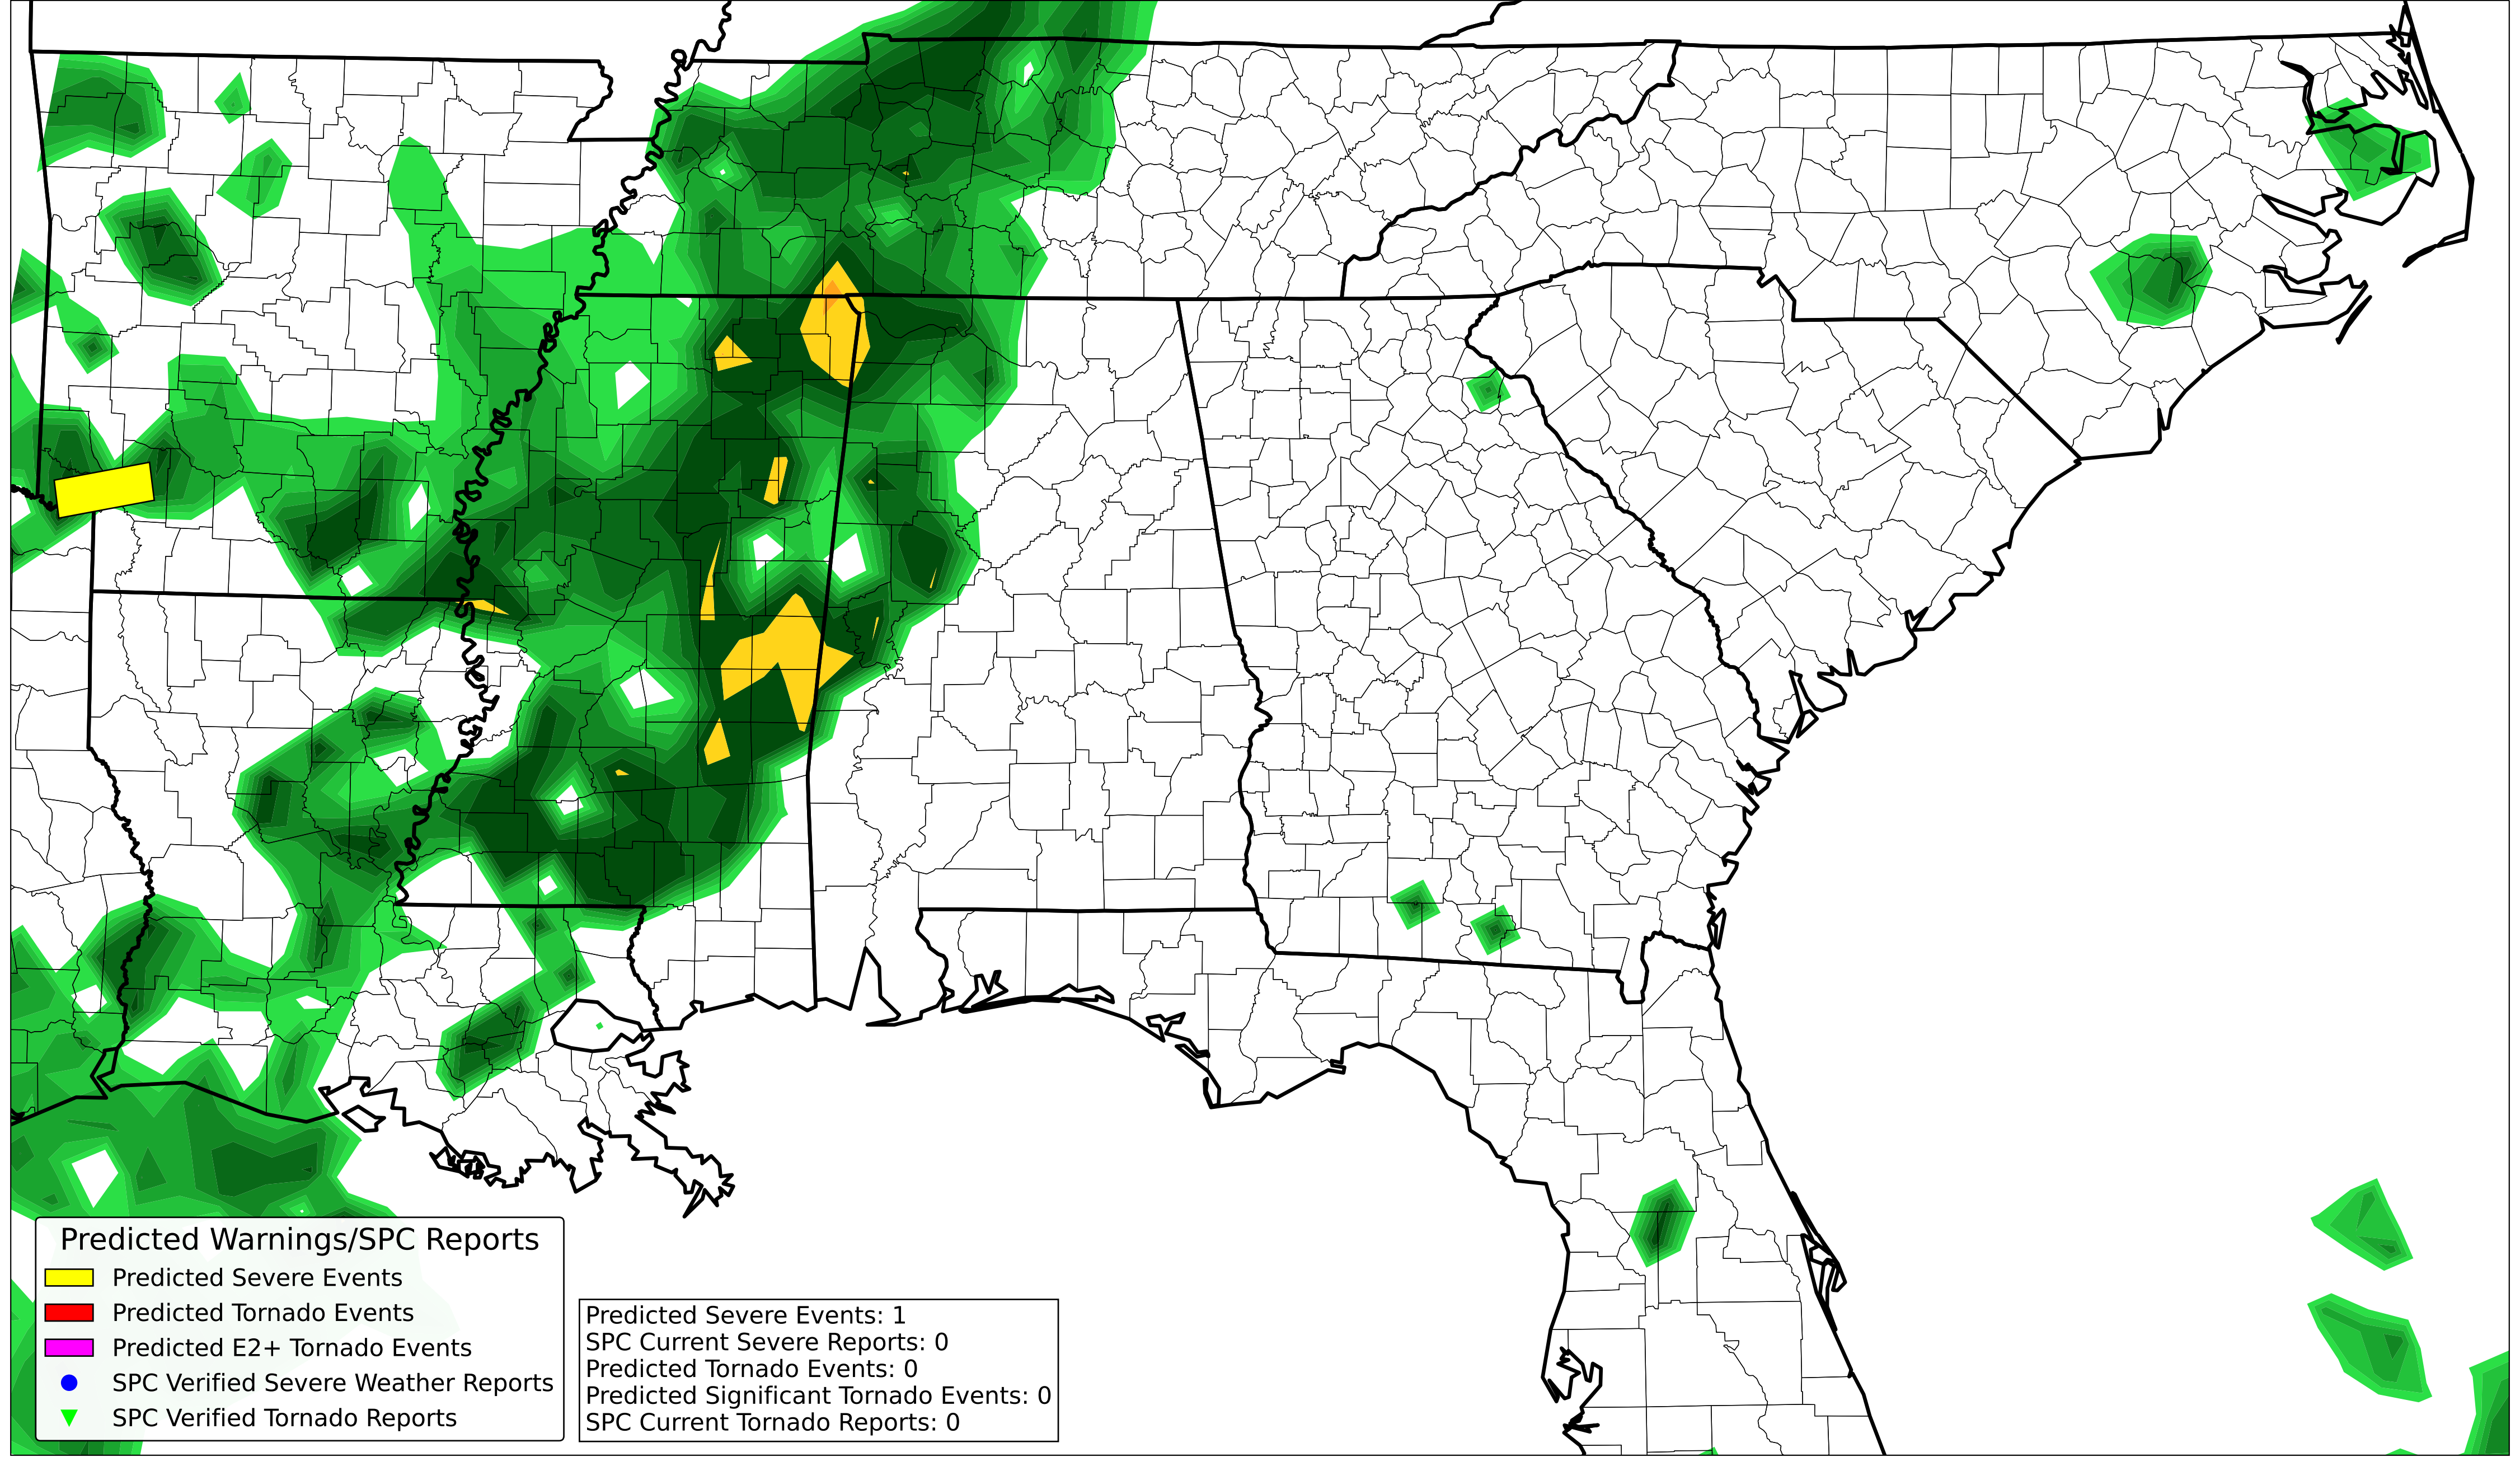 Predicted Warnings/SPC Reports
Predicted Severe Events
Predicted Tornado Events
Predicted E2+ Tornado Events
SPC Verified Severe Weather Reports
SPC Verified Tornado Reports
Predicted Severe Events: 1
SPC Current Severe Reports: 0
Predicted Tornado Events: 0
Predicted Significant Tornado Events: 0
SPC Current Tornado Reports: 0